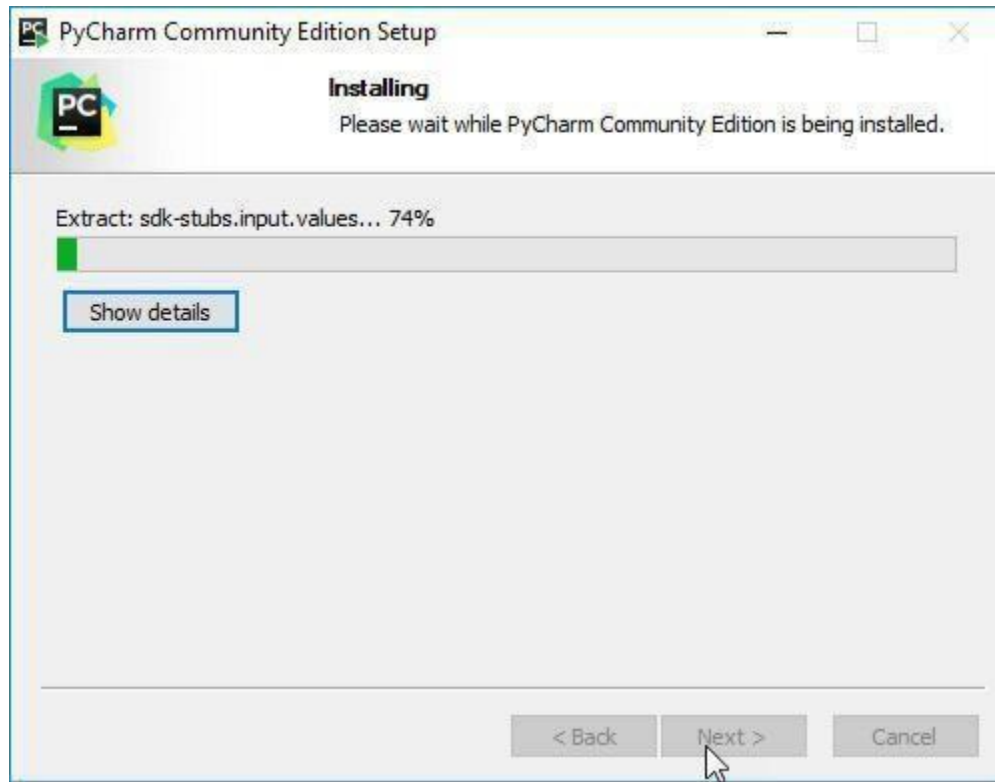 PyCharm Community Edition Setup
PC
Installing
Please wait while PyCharm Community Edition is being installed.
Extract: sdk-stubs.input.values... 74%
Show details
< Back
Next >
Cancel